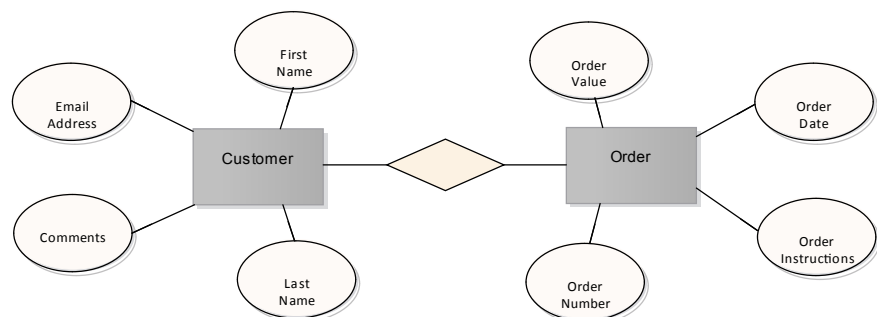 First
Name
Order
Value
Email
Address
Order
Date
Customer
Order
Comments
Order
Instructions
Last
Name
Order
Number